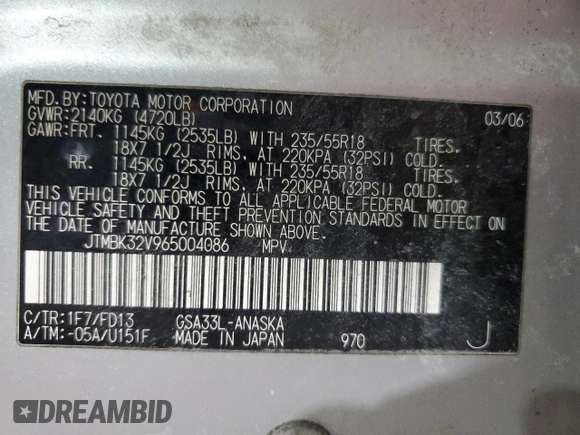 MFD.BY:TOYOTA MOTOR CORPORATION 03/06
GVWR:2140KG (4720LB)
GAWR:FRT. 1145KG (2535LB) WITH 235/55R18 TIRES.
18X7 1/2J RIMS, AT 220KPA (32PSI) COLD.
RR. 1145KG (2535LB) WITH 235/55R18 TIRES.
18X7 1/2J RIMS, AT 220KPA (32PSI) COLD.
THIS VEHICLE CONFORMS TO ALL APPLICABLE FEDERAL MOTOR
VEHICLE SAFETY AND THEFT PREVENTION STANDARDS IN EFFECT ON
THE DATE OF MANUFACTURE SHOWN ABOVE.
JTMBK32V965004086 MPV
C/TR:1F7/FD13 GSA33L-ANASKA
A/TM:-05A/U151F MADE IN JAPAN 970 J
DREAMBID